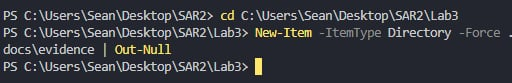 PS C:\Users\Sean\Desktop\SAR2> cd C:\Users\Sean\Desktop\SAR2\Lab3
PS C:\Users\Sean\Desktop\SAR2\Lab3> New-Item -ItemType Directory -Force .
docs\evidence | Out-Null
PS C:\Users\Sean\Desktop\SAR2\Lab3>